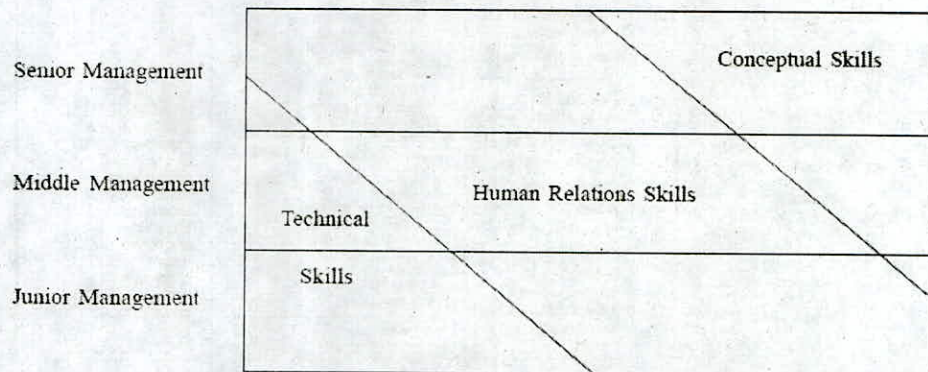 Conceptual Skills
Senior Management
Middle Management
Human Relations Skills
Technical
Skills
Junior Management